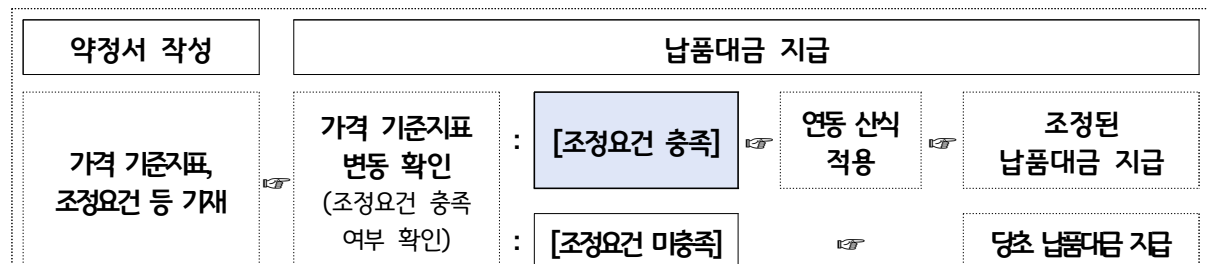 약정서 작성
납품대금 지급
가격 기준지표,
조정요건 등 기재
☞
가격 기준지표
변동 확인
(조정요건 충족
여부 확인)
: [조정요건 충족] ☞
연동 산식
적용
☞
조정된
납품대금 지급
: [조정요건 미충족] ☞ 당초 납품대금 지급